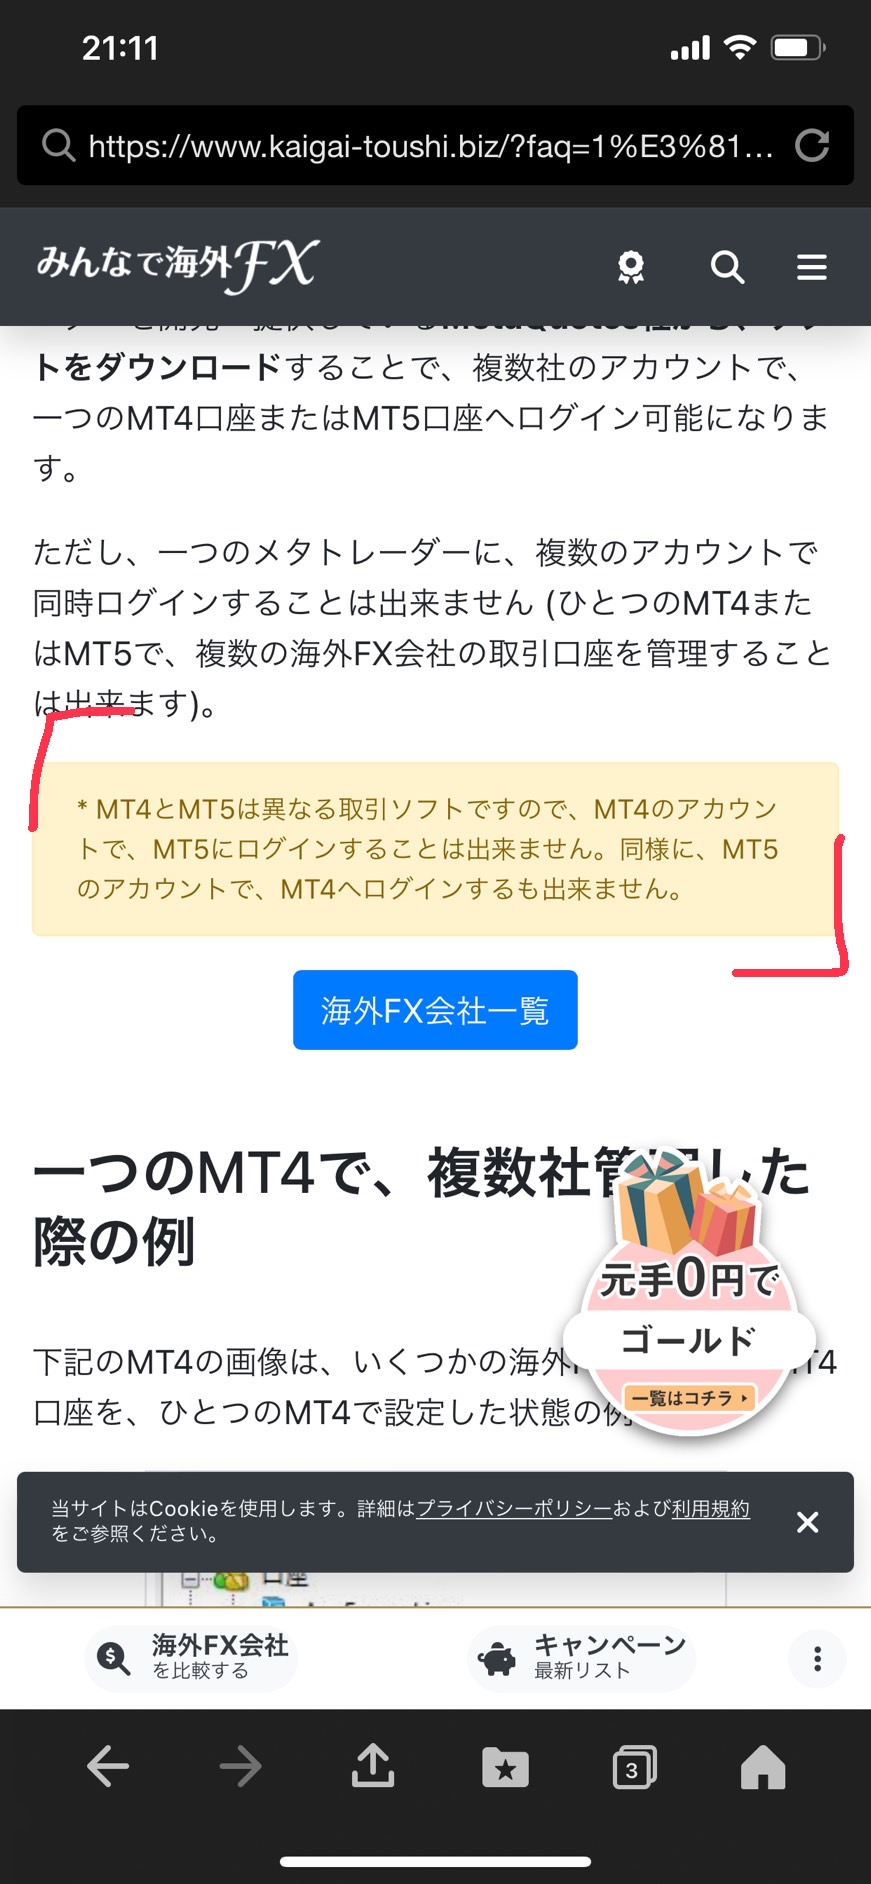 21:11
https://www.kaigai-toushi.biz/?faq=1%E3%81...
みんなで海外FX
トをダウンロードすることで、複数社のアカウントで、
一つのMT4口座またはMT5口座へログイン可能になりま
す。
ただし、一つのメタトレーダーに、複数のアカウントで
同時ログインすることは出来ません (ひとつのMT4また
はMT5で、複数の海外FX会社の取引口座を管理すること
は出来ます)。
* MT4とMT5は異なる取引ソフトですので、MT4のアカウン
トで、MT5にログインすることは出来ません。同様に、MT5
のアカウントで、MT4へログインするも出来ません。
海外FX会社一覧
一つのMT4で、複数社管理した
際の例
元手0円で
ゴールド
一覧はコチラ
下記のMT4の画像は、いくつかの海外
口座を、ひとつのMT4で設定した状態の例
当サイトはCookieを使用します。詳細はプライバシーポリシーおよび利用規約
をご参照ください。
口座
海外FX会社
を比較する
キャンペーン
最新リスト
3